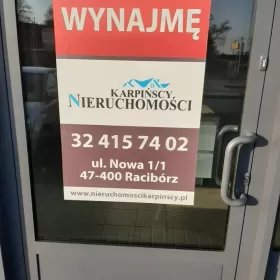 WYNAJMĘ
KARPIŃSCY
NIERUCHOMOŚCI
32 415 74 02
ul. Nowa 1/1
47-400 Racibórz
www.nieruchomoscikarpinscy.pl